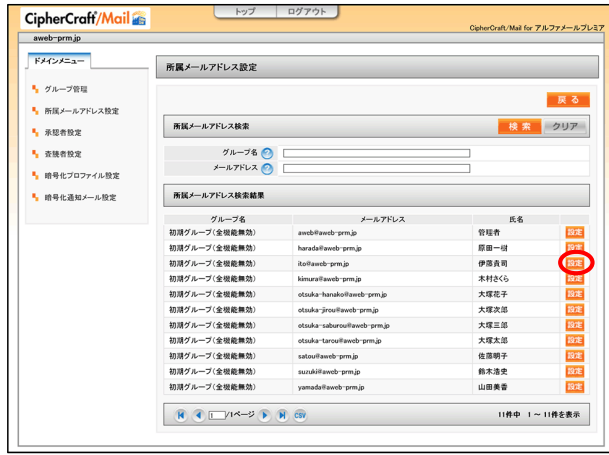 CipherCraft/Mail
トップ ログアウト
CipherCraft/Mail for アルファメールプレミア
aweb-prm.jp
ドメインメニュー
グループ管理
所属メールアドレス設定
承認者設定
査閲者設定
暗号化プロファイル設定
暗号化通知メール設定
所属メールアドレス設定
戻る
所属メールアドレス検索 検索 クリア
グループ名
メールアドレス
所属メールアドレス検索結果
グループ名 メールアドレス 氏名
初期グループ(全機能無効) aweb@aweb-prm.jp 管理者 設定
初期グループ(全機能無効) harada@aweb-prm.jp 原田一樹 設定
初期グループ(全機能無効) ito@aweb-prm.jp 伊藤貴司 設定
初期グループ(全機能無効) kimura@aweb-prm.jp 木村さくら 設定
初期グループ(全機能無効) otsuka-hanako@aweb-prm.jp 大塚花子 設定
初期グループ(全機能無効) otsuka-jirou@aweb-prm.jp 大塚次郎 設定
初期グループ(全機能無効) otsuka-saburou@aweb-prm.jp 大塚三郎 設定
初期グループ(全機能無効) otsuka-tarou@aweb-prm.jp 大塚太郎 設定
初期グループ(全機能無効) satou@aweb-prm.jp 佐藤明子 設定
初期グループ(全機能無効) suzuki@aweb-prm.jp 鈴木浩史 設定
初期グループ(全機能無効) yamada@aweb-prm.jp 山田美香 設定
1 /1ページ CSV 11件中 1 ~ 11件を表示